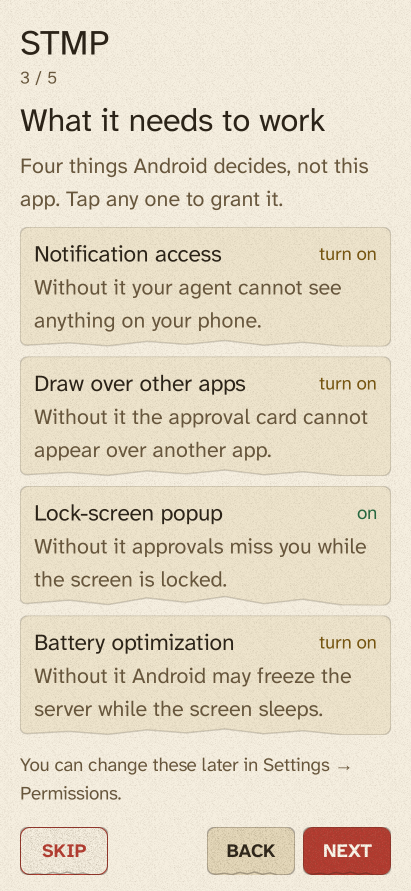 STMP
3 / 5
What it needs to work
Four things Android decides, not this
app. Tap any one to grant it.
Notification access turn on
Without it your agent cannot see
anything on your phone.
Draw over other apps turn on
Without it the approval card cannot
appear over another app.
Lock-screen popup on
Without it approvals miss you while
the screen is locked.
Battery optimization turn on
Without it Android may freeze the
server while the screen sleeps.
You can change these later in Settings →
Permissions.
SKIP BACK NEXT